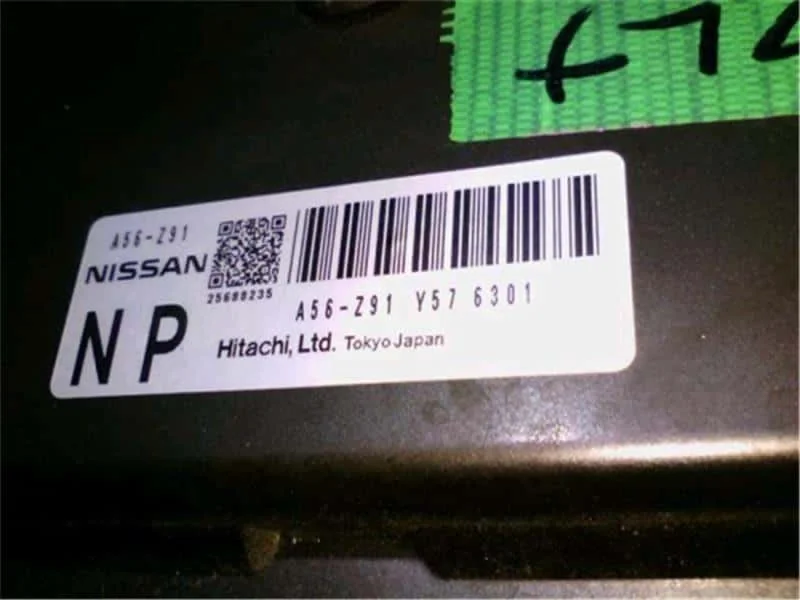 A56-Z91
NISSAN
25688235
A56-Z91 Y57 6301
NP
Hitachi, Ltd. Tokyo Japan